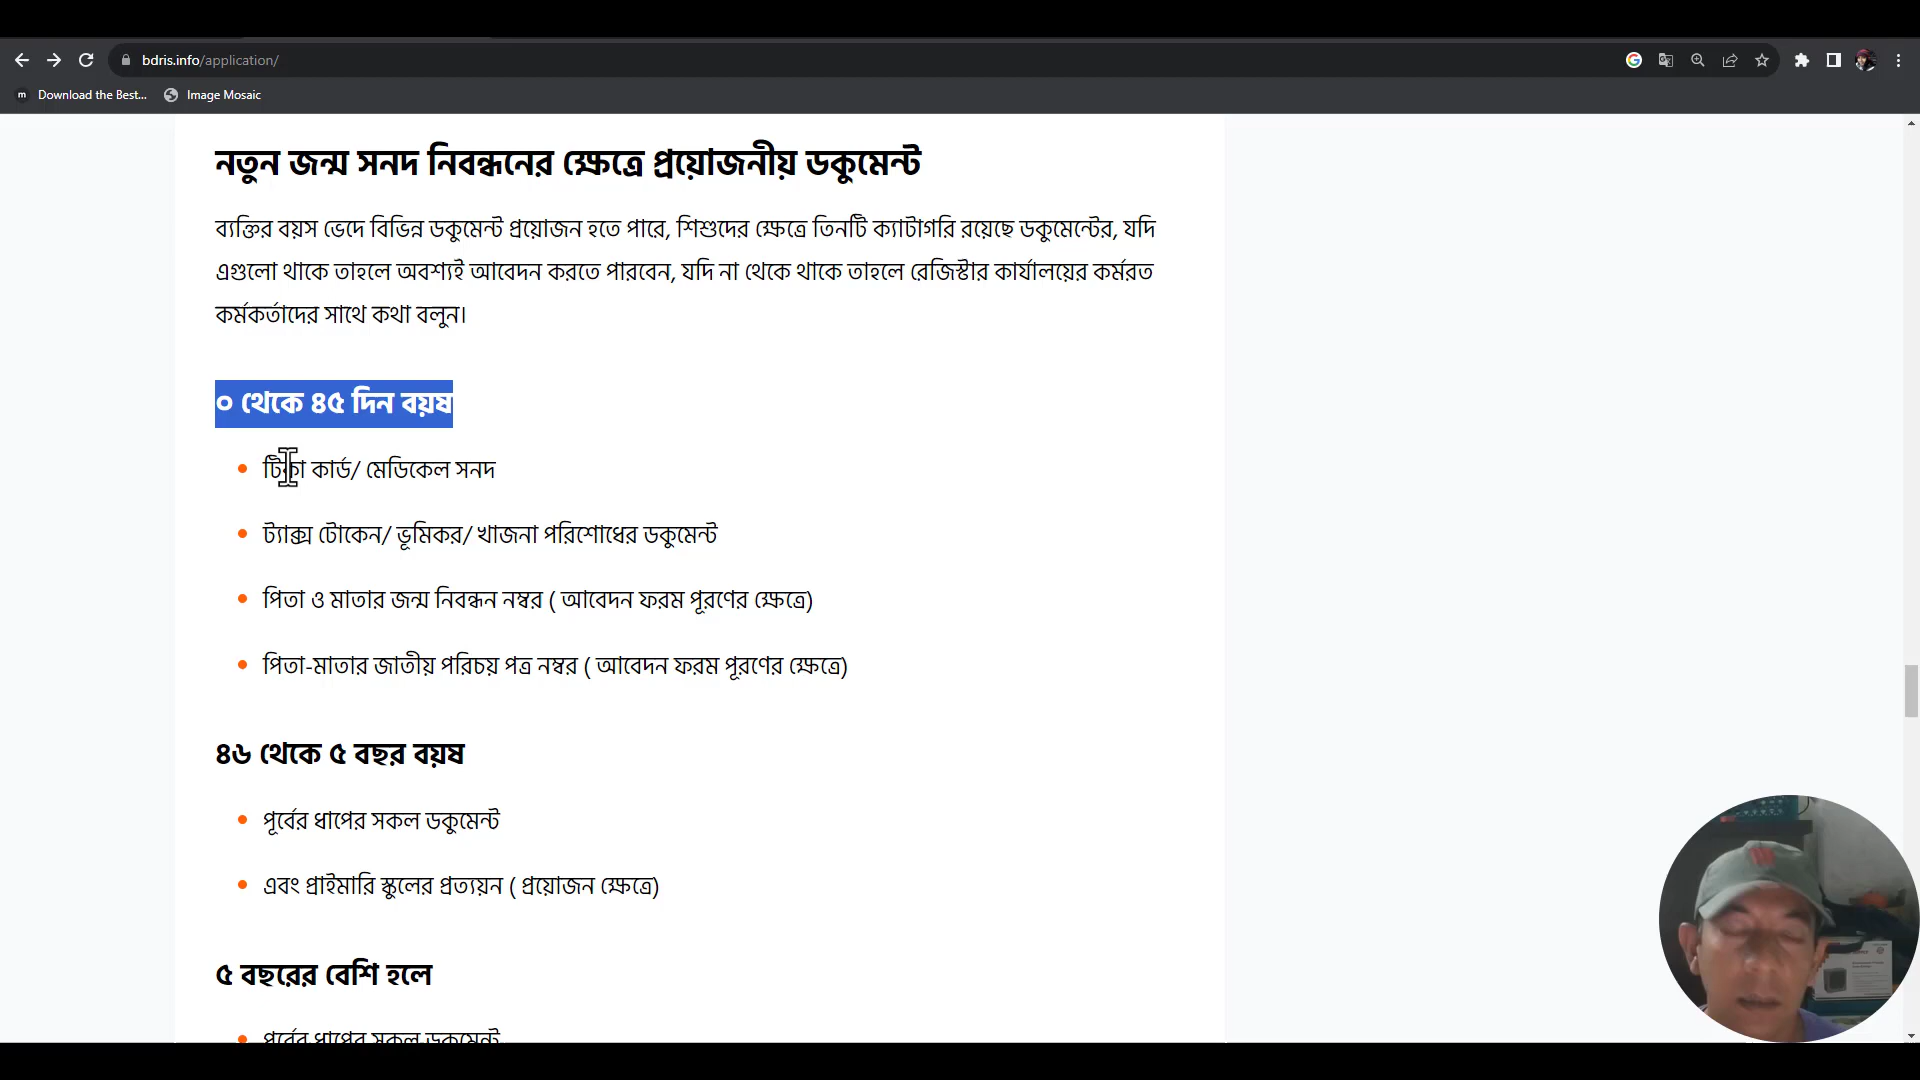 bdris.info/application/
Download the Best...
Image Mosaic
নতুন জন্ম সনদ নিবন্ধনের ক্ষেত্রে প্রয়োজনীয় ডকুমেন্ট
ব্যক্তির বয়স ভেদে বিভিন্ন ডকুমেন্ট প্রয়োজন হতে পারে, শিশুদের ক্ষেত্রে তিনটি ক্যাটাগরি রয়েছে ডকুমেন্টের, যদি
এগুলো থাকে তাহলে অবশ্যই আবেদন করতে পারবেন, যদি না থেকে থাকে তাহলে রেজিস্টার কার্যালয়ের কর্মরত
কর্মকর্তাদের সাথে কথা বলুন।
০ থেকে ৪৫ দিন বয়ষ
টিকা কার্ড/ মেডিকেল সনদ
ট্যাক্স টোকেন/ ভূমিকর/ খাজনা পরিশোধের ডকুমেন্ট
পিতা ও মাতার জন্ম নিবন্ধন নম্বর ( আবেদন ফরম পূরণের ক্ষেত্রে)
পিতা-মাতার জাতীয় পরিচয় পত্র নম্বর ( আবেদন ফরম পূরণের ক্ষেত্রে)
৪৬ থেকে ৫ বছর বয়ষ
পূর্বের ধাপের সকল ডকুমেন্ট
এবং প্রাইমারি স্কুলের প্রত্যয়ন ( প্রয়োজন ক্ষেত্রে)
৫ বছরের বেশি হলে
পূর্বের ধাপের সকল ডকুমেন্ট